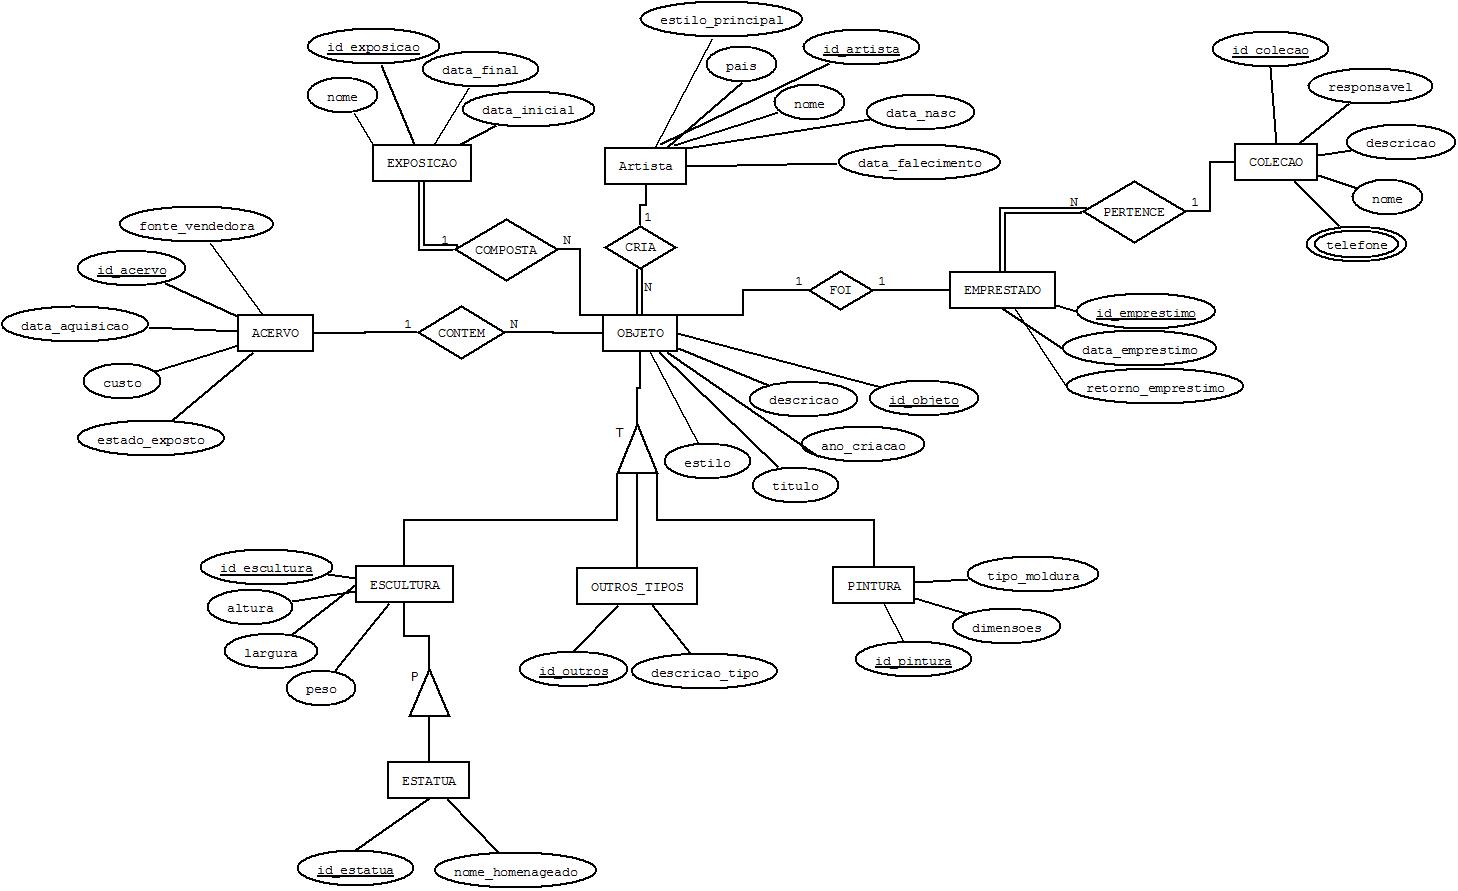 estilo_principal
id_exposicao
id_artista
id_colecao
data_final
pais
responsavel
nome
nome
data_inicial
data_nasc
descricao
EXPOSICAO
Artista
data_falecimento
COLECAO
nome
N
PERTENCE
1
1
fonte_vendedora
telefone
1
COMPOSTA
N
CRIA
id_acervo
N
1
FOI
1
EMPRESTADO
id_emprestimo
data_aquisicao
ACERVO
1
CONTEM
N
OBJETO
data_emprestimo
custo
retorno_emprestimo
descricao
id_objeto
estado_exposto
T
ano_criacao
estilo
titulo
id_escultura
ESCULTURA
OUTROS_TIPOS
PINTURA
tipo_moldura
altura
dimensoes
largura
id_outros
descricao_tipo
id_pintura
P
peso
ESTATUA
id_estatua
nome_homenageado